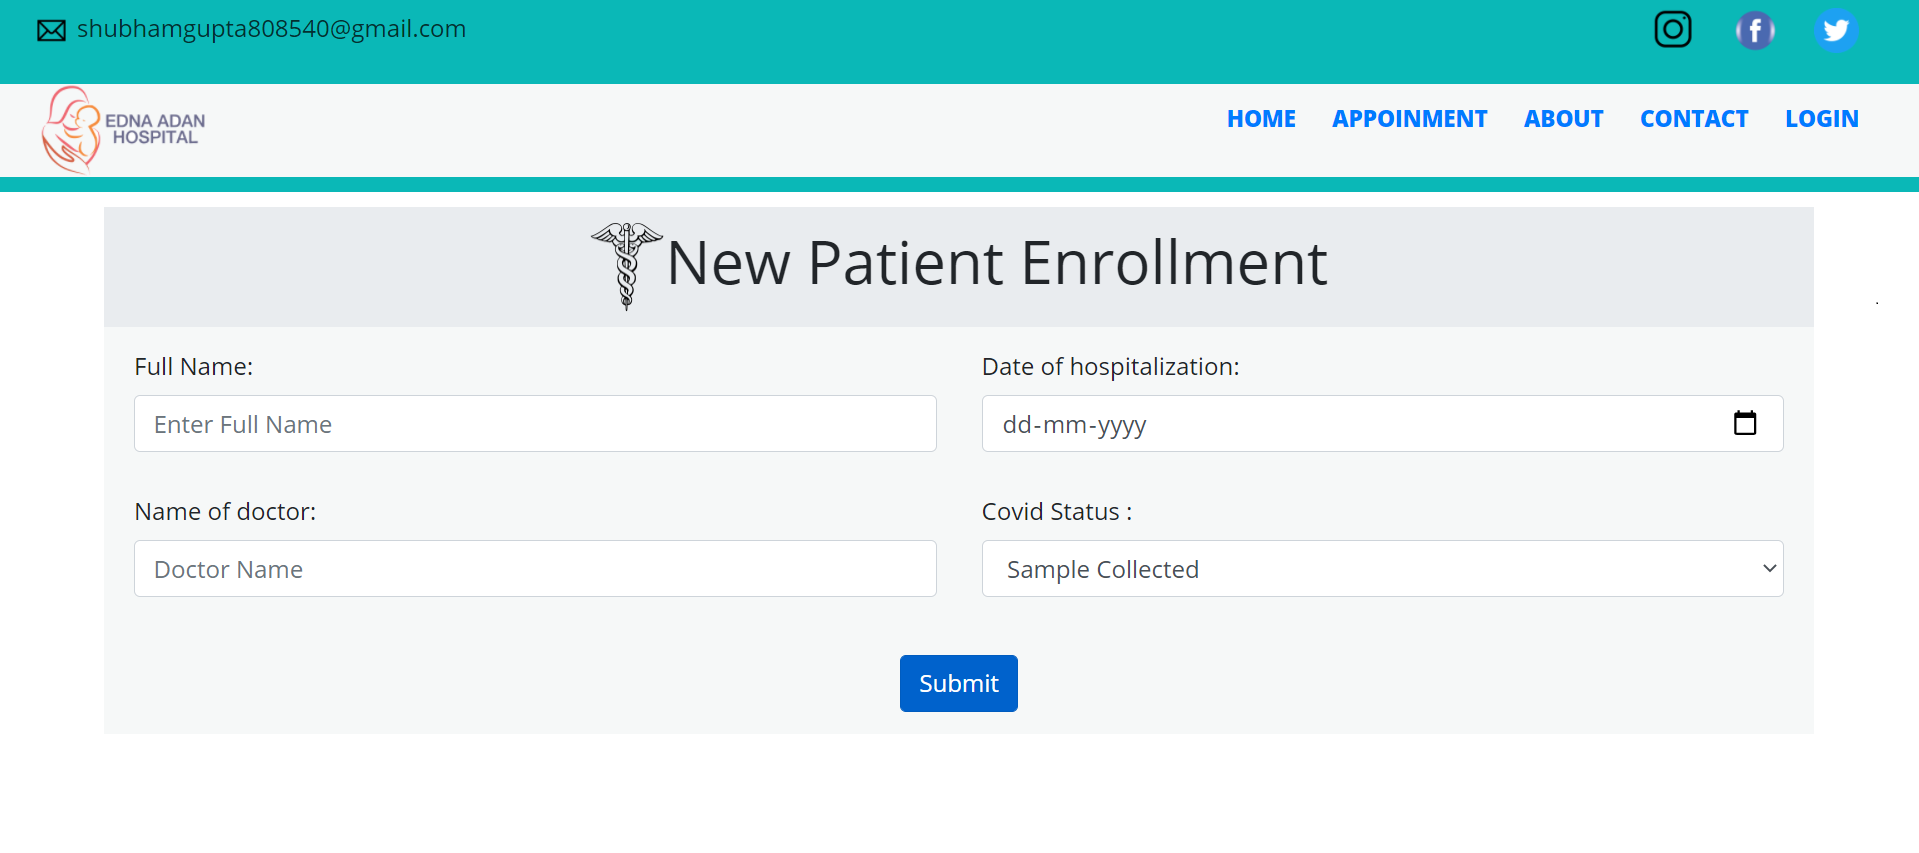 shubhamgupta808540@gmail.com
EDNA ADAN
HOSPITAL
HOME APPOINMENT ABOUT CONTACT LOGIN
New Patient Enrollment
Full Name: Date of hospitalization:
Enter Full Name dd-mm-yyyy
Name of doctor: Covid Status :
Doctor Name Sample Collected
Submit